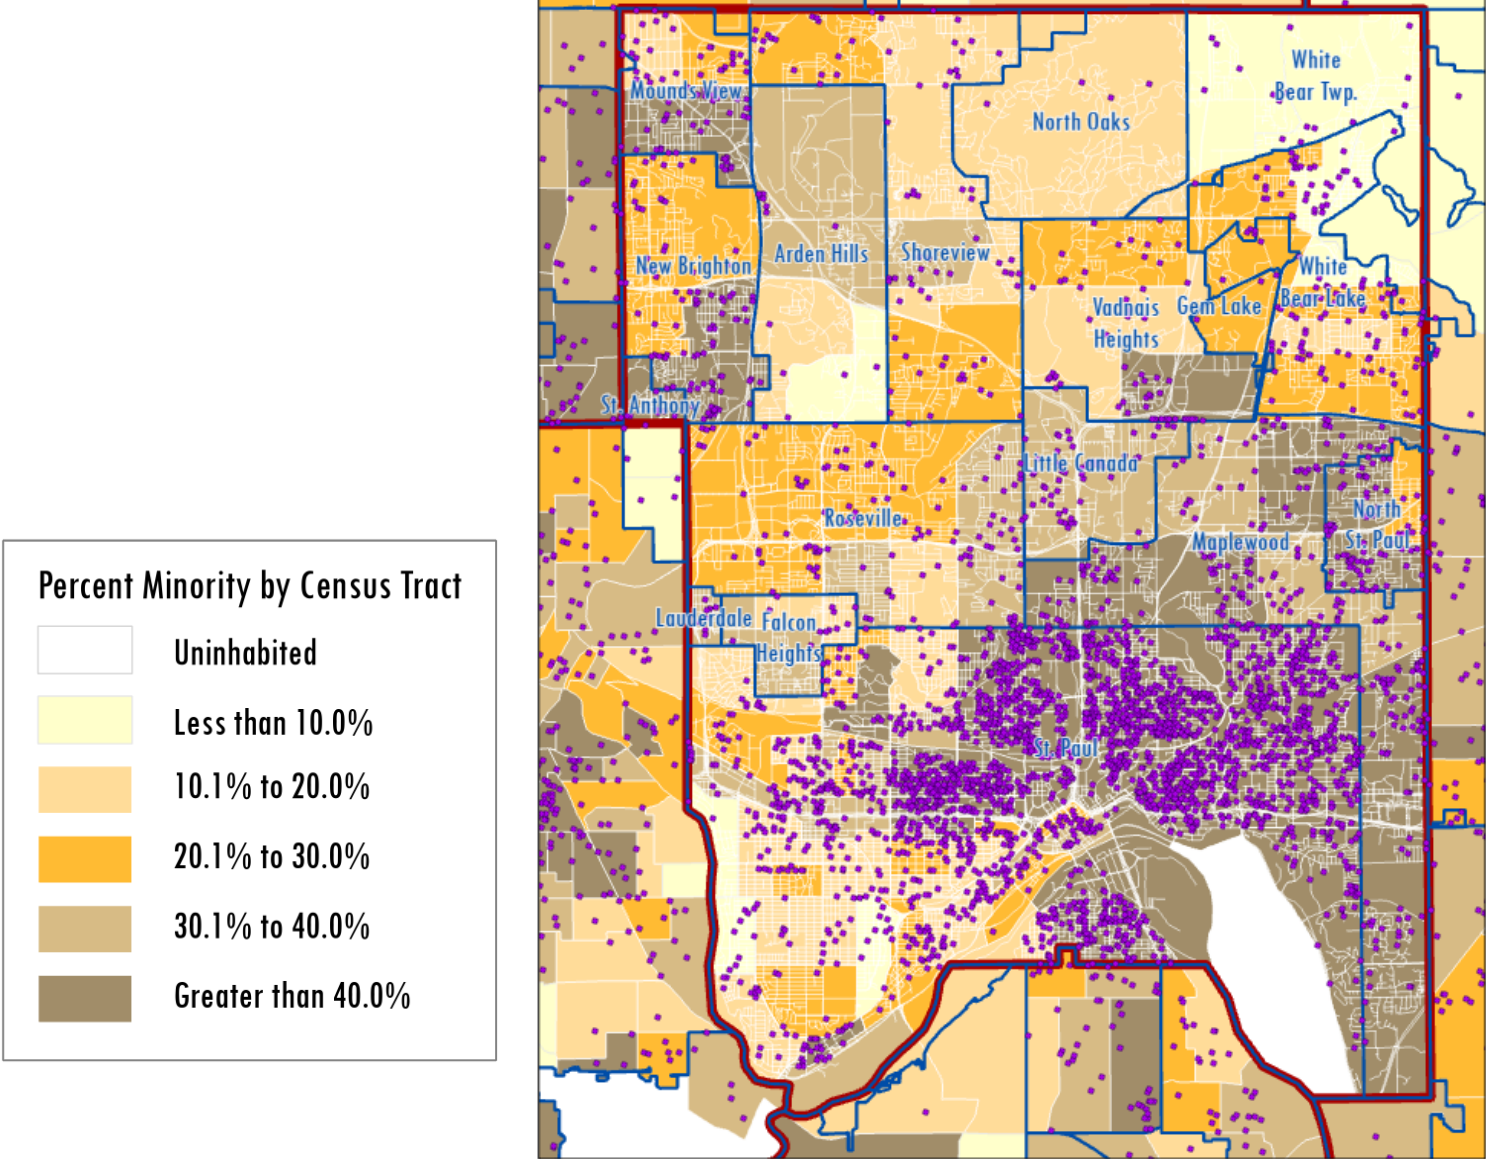 Percent Minority by Census Tract
Uninhabited
Less than 10.0%
10.1% to 20.0%
20.1% to 30.0%
30.1% to 40.0%
Greater than 40.0%
White
Bear Twp.
Mounds View
North Oaks
New Brighton
Arden Hills
Shoreview
White
Bear Lake
Vadnais
Heights
Gem Lake
St. Anthony
Little Canada
Roseville
North
St. Paul
Maplewood
Lauderdale
Falcon
Heights
St. Paul